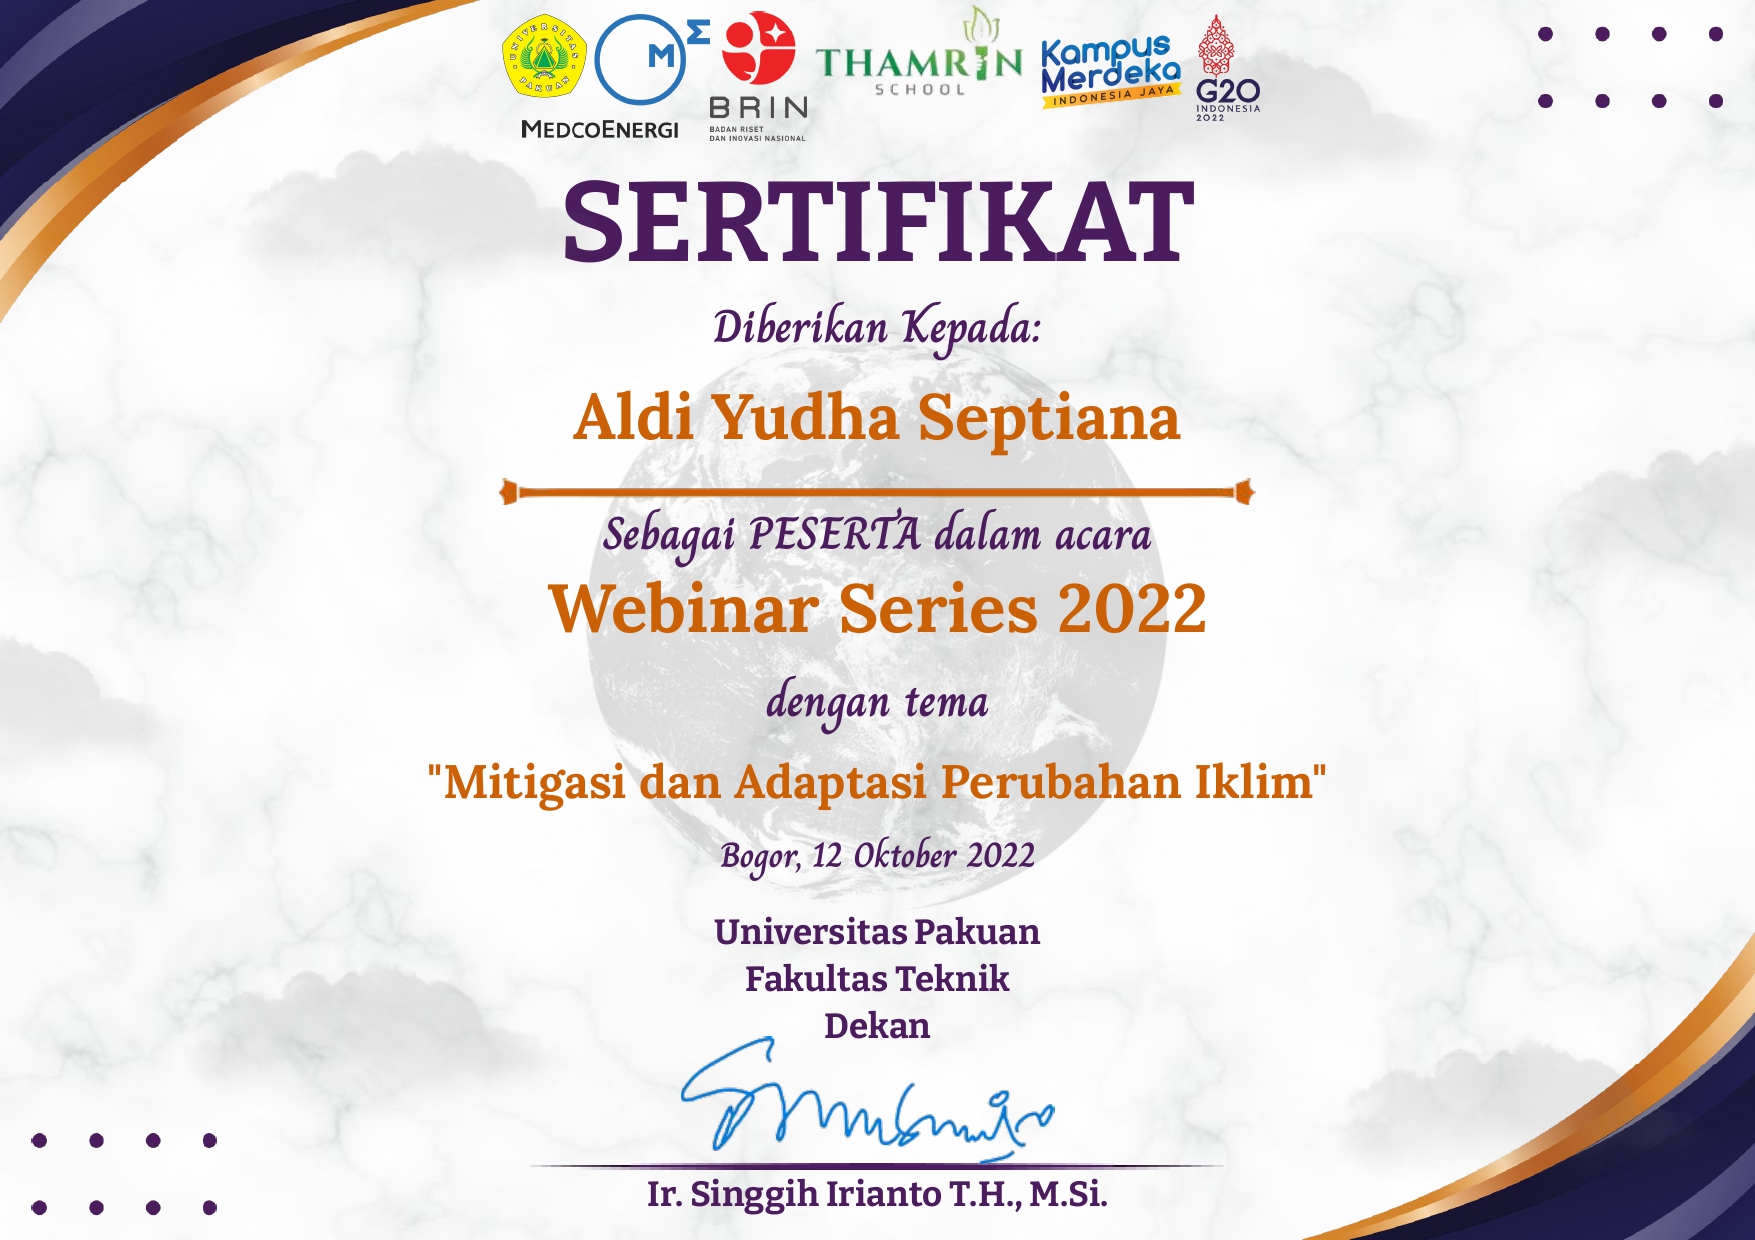 UNIVERSITAS
PAKUAN
M
MEDCOENERGI
BRIN
BADAN RISET
DAN INOVASI NASIONAL
THAMRIN
SCHOOL
Kampus
Merdeka
INDONESIA JAYA
G20
INDONESIA
2022
SERTIFIKAT
Diberikan Kepada:
Aldi Yudha Septiana
Sebagai PESERTA dalam acara
Webinar Series 2022
dengan tema
"Mitigasi dan Adaptasi Perubahan Iklim"
Bogor, 12 Oktober 2022
Universitas Pakuan
Fakultas Teknik
Dekan
Ir. Singgih Irianto T.H., M.Si.